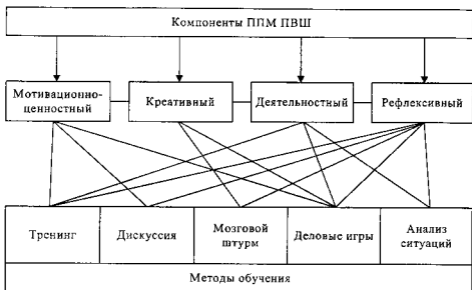 Компоненты ППМ ПВШ
Мотивационно-
ценностный
Креативный
Деятельностный
Рефлексивный
Тренинг
Дискуссия
Мозговой
штурм
Деловые игры
Анализ
ситуаций
Методы обучения